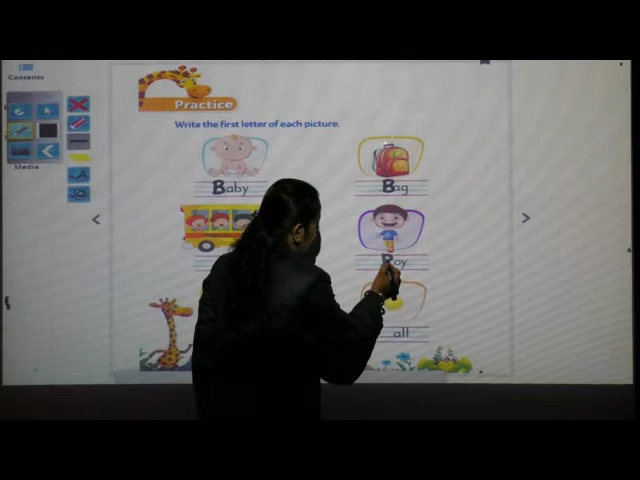 Contents
Media
Practice
Write the first letter of each picture.
Baby
Bag
Boy
all